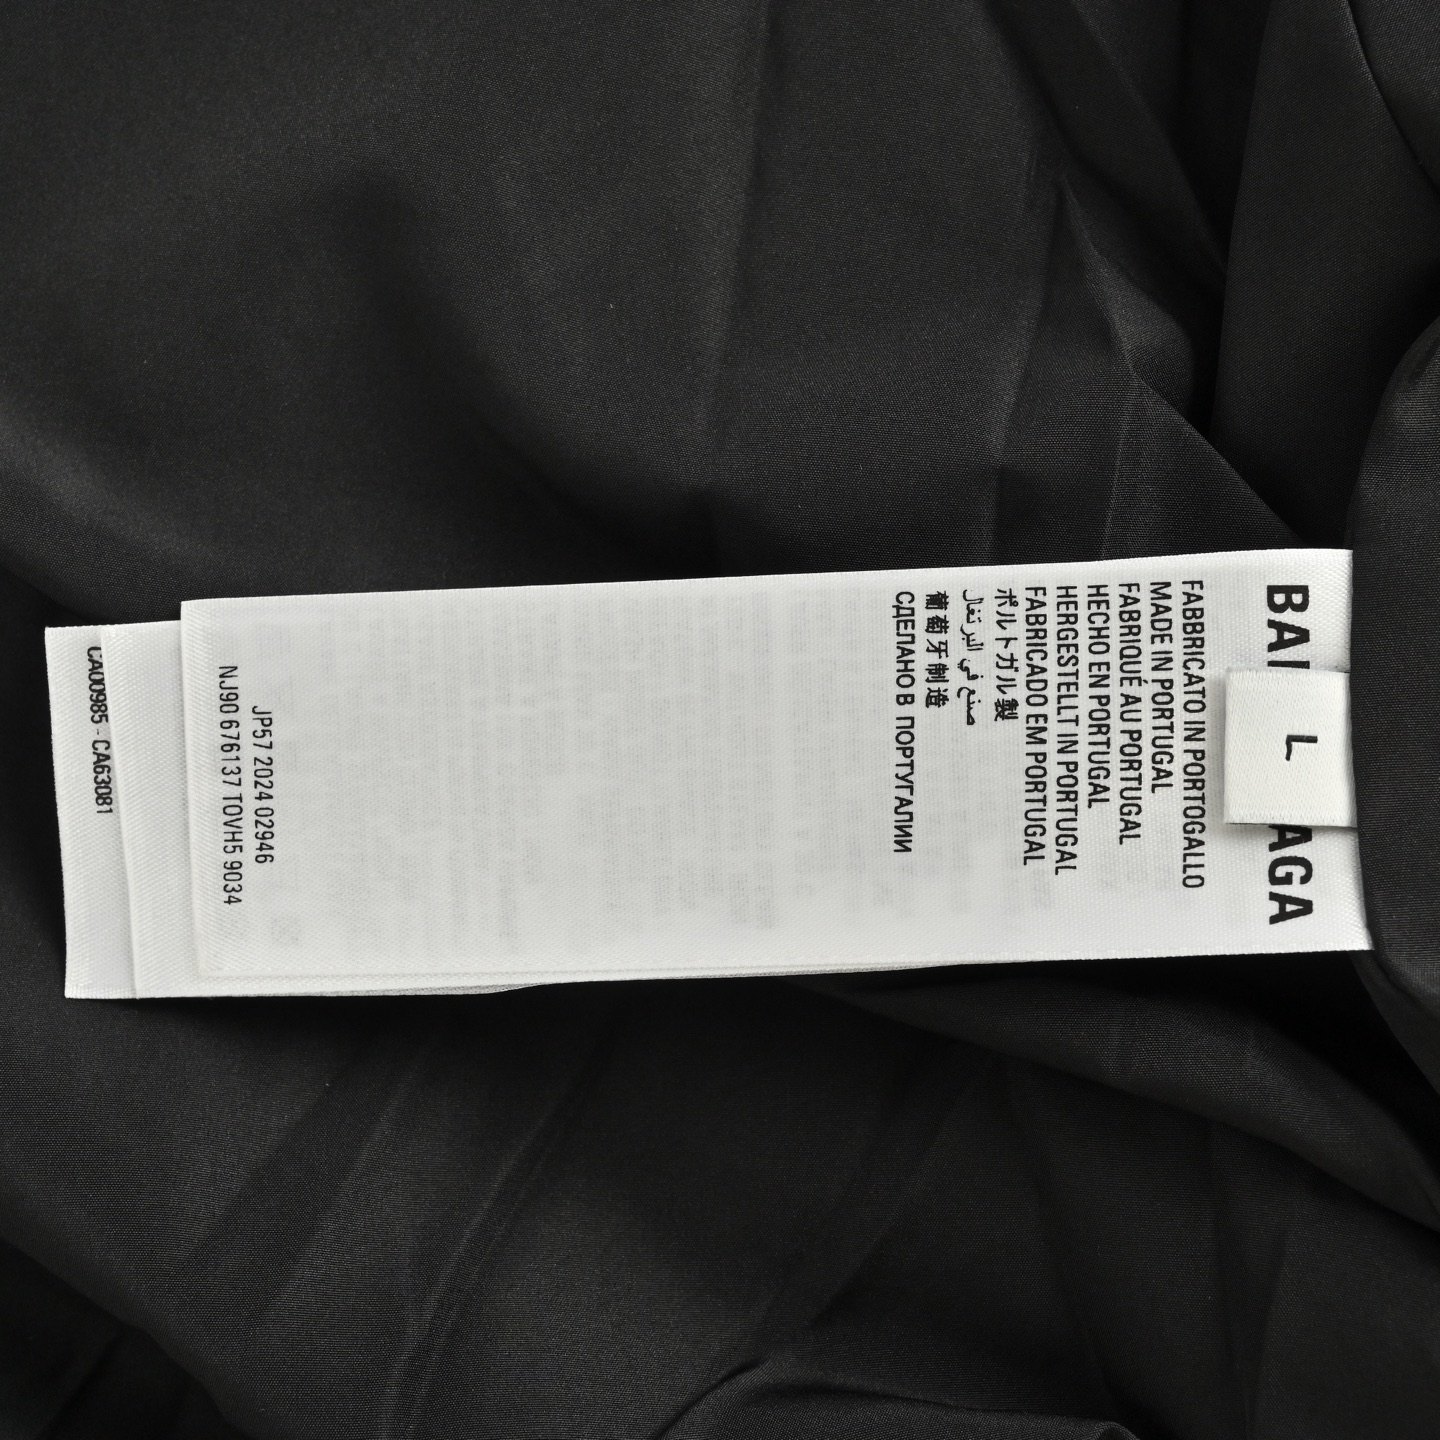 BAL AGA
L
FABBRICATO IN PORTOGALLO
MADE IN PORTUGAL
FABRIQUÉ AU PORTUGAL
HECHO EN PORTUGAL
HERGESTELLT IN PORTUGAL
FABRICADO EM PORTUGAL
ポルトガル製
صنع في البرتغال
葡萄牙制造
СДЕЛАНО В ПОРТУГАЛИИ
JP57 2024 02946
NJ90 676137 TOVH5 9034
CA00985 - CA63081